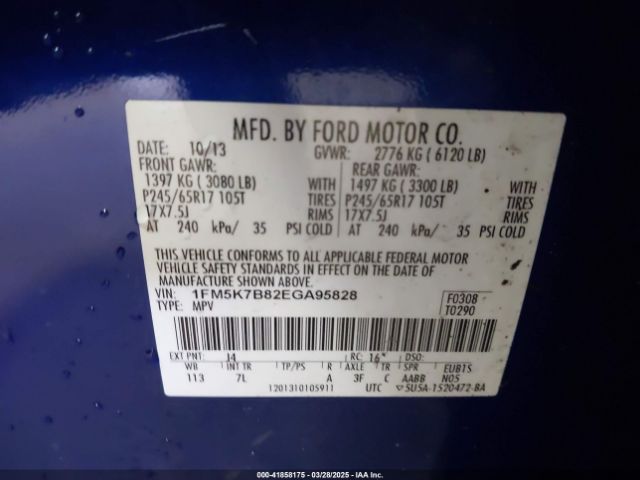 MFD. BY FORD MOTOR CO.
DATE: 10/13 GVWR: 2776 KG ( 6120 LB)
FRONT GAWR: REAR GAWR:
1397 KG ( 3080 LB) WITH 1497 KG ( 3300 LB) WITH
P245/65R17 105T TIRES P245/65R17 105T TIRES
17X7.5J RIMS 17X7.5J RIMS
AT 240 kPa/ 35 PSI COLD AT 240 kPa/ 35 PSI COLD
THIS VEHICLE CONFORMS TO ALL APPLICABLE FEDERAL MOTOR
VEHICLE SAFETY STANDARDS IN EFFECT ON THE DATE OF
MANUFACTURE SHOWN ABOVE.
VIN: 1FM5K7B82EGA95828 F0308
TYPE: MPV T0290
EXT PNT: J4 RC: 16 DSO:
WB INT TR TP/PS R AXLE TR SPR EUB1S
113 7L A 3F C AABB N05
1201310105911 UTC ▽5U5A-1520472-BA
000-41858175 — 03/28/2025 — IAA Inc.